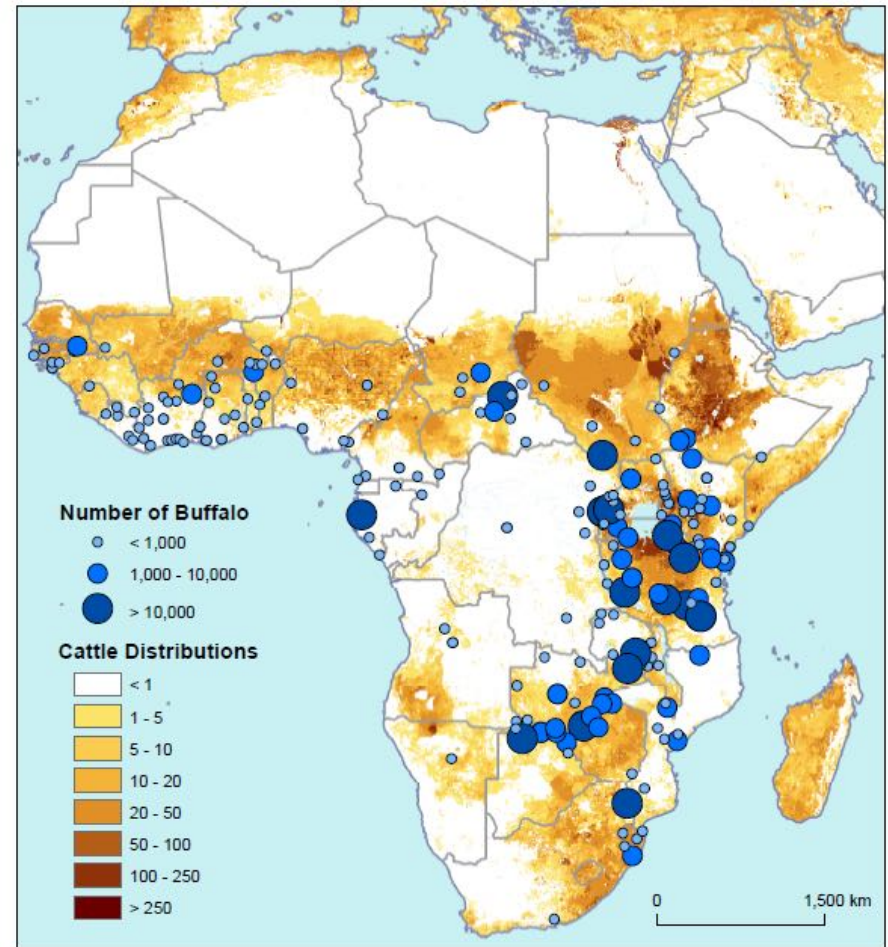 Number of Buffalo
< 1,000
1,000 - 10,000
> 10,000
Cattle Distributions
< 1
1 - 5
5 - 10
10 - 20
20 - 50
50 - 100
100 - 250
> 250
0 1,500 km